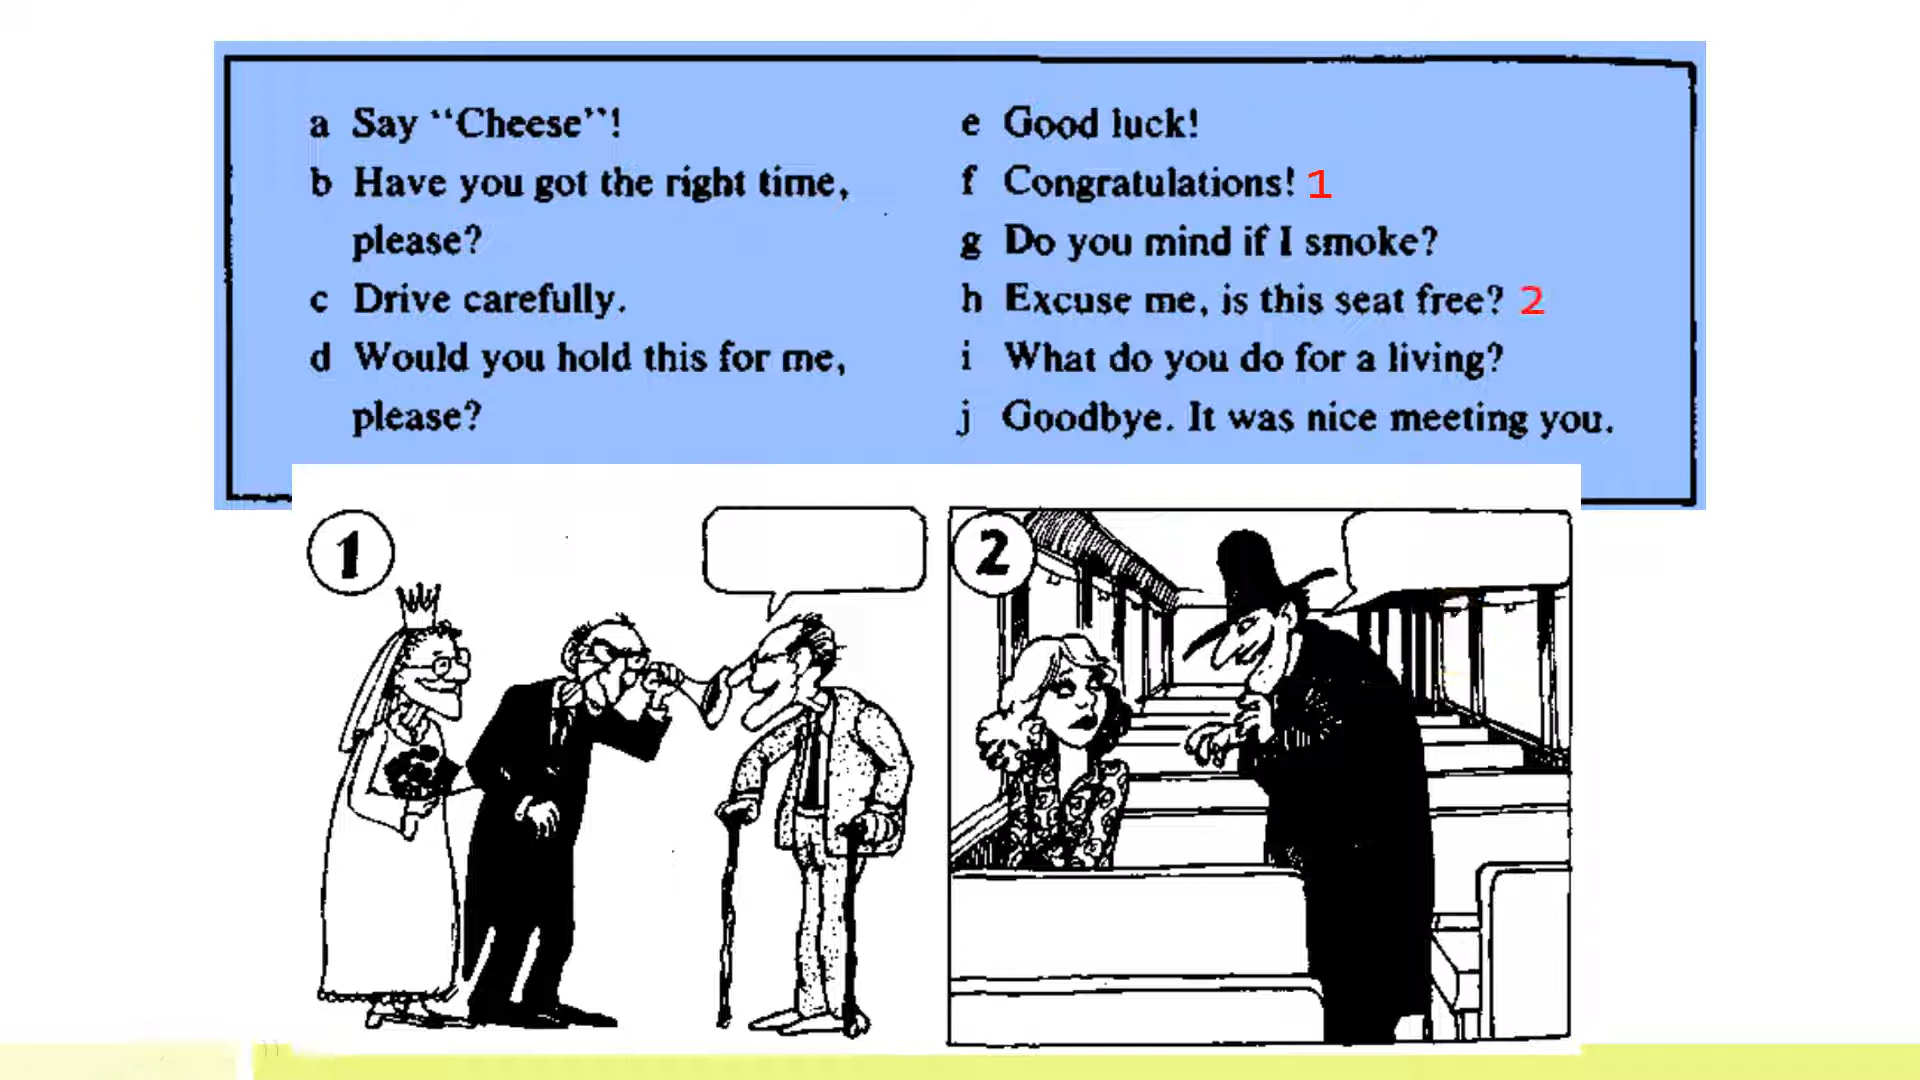 a Say “Cheese”!
b Have you got the right time,
please?
c Drive carefully.
d Would you hold this for me,
please?
e Good luck!
f Congratulations! 1
g Do you mind if I smoke?
h Excuse me, is this seat free? 2
i What do you do for a living?
j Goodbye. It was nice meeting you.
1
2